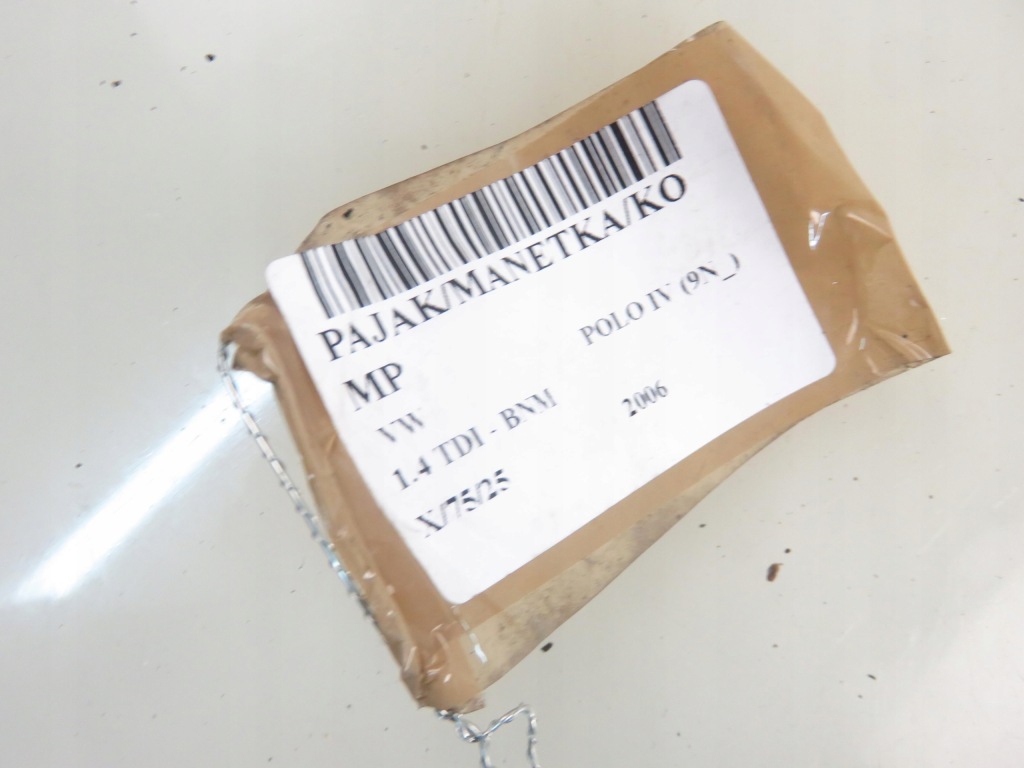 PAJAK/MANETKA/KO
MP
VW POLO IV (9N_)
1.4 TDI - BNM 2006
X/75/25